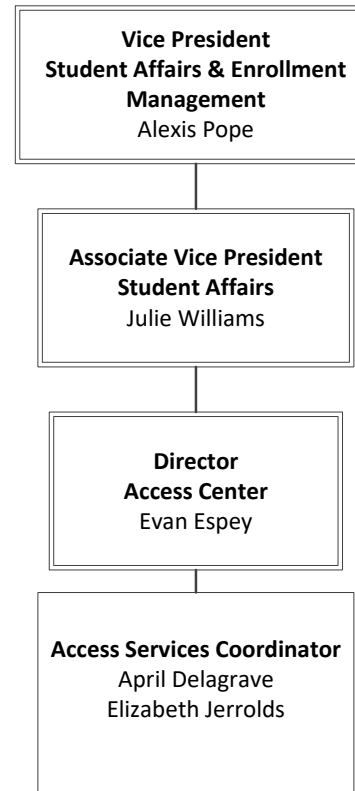 Vice President
Student Affairs & Enrollment
Management
Alexis Pope
Associate Vice President
Student Affairs
Julie Williams
Director
Access Center
Evan Espey
Access Services Coordinator
April Delagrave
Elizabeth Jerrolds